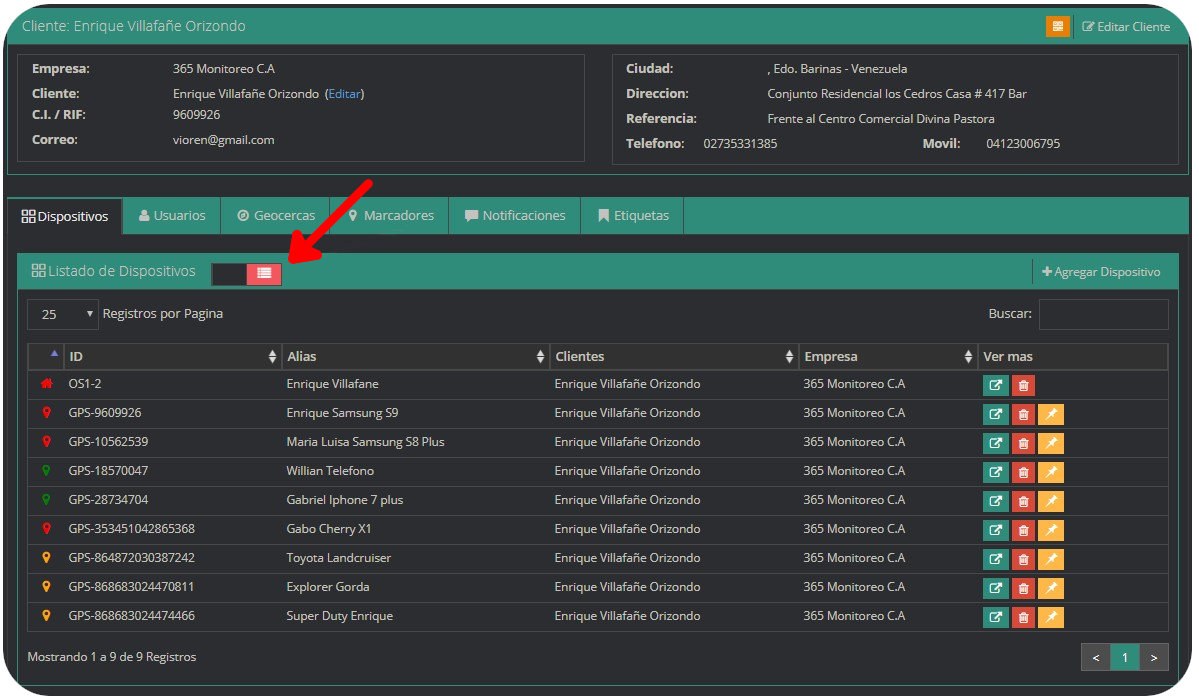 Cliente: Enrique Villafañe Orizondo Editar Cliente
Empresa: 365 Monitoreo C.A
Cliente: Enrique Villafañe Orizondo (Editar)
C.I. / RIF: 9609926
Correo: vioren@gmail.com
Ciudad: , Edo. Barinas - Venezuela
Direccion: Conjunto Residencial los Cedros Casa # 417 Bar
Referencia: Frente al Centro Comercial Divina Pastora
Telefono: 02735331385 Movil: 04123006795
Dispositivos Usuarios Geocercas Marcadores Notificaciones Etiquetas
Listado de Dispositivos Agregar Dispositivo
25 Registros por Pagina Buscar:
ID Alias Clientes Empresa Ver mas
OS1-2 Enrique Villafane Enrique Villafañe Orizondo 365 Monitoreo C.A
GPS-9609926 Enrique Samsung S9 Enrique Villafañe Orizondo 365 Monitoreo C.A
GPS-10562539 Maria Luisa Samsung S8 Plus Enrique Villafañe Orizondo 365 Monitoreo C.A
GPS-18570047 Willian Telefono Enrique Villafañe Orizondo 365 Monitoreo C.A
GPS-28734704 Gabriel Iphone 7 plus Enrique Villafañe Orizondo 365 Monitoreo C.A
GPS-353451042865368 Gabo Cherry X1 Enrique Villafañe Orizondo 365 Monitoreo C.A
GPS-864872030387242 Toyota Landcruiser Enrique Villafañe Orizondo 365 Monitoreo C.A
GPS-868683024470811 Explorer Gorda Enrique Villafañe Orizondo 365 Monitoreo C.A
GPS-868683024474466 Super Duty Enrique Enrique Villafañe Orizondo 365 Monitoreo C.A
Mostrando 1 a 9 de 9 Registros < 1 >